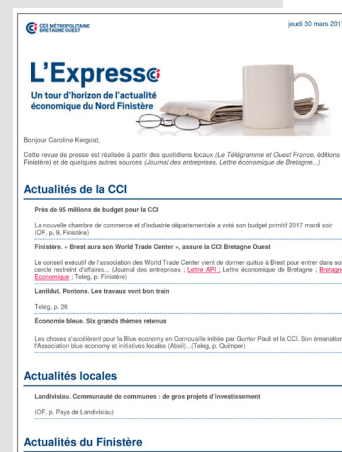 CCI MÉTROPOLITAINE
BRETAGNE OUEST
jeudi 30 mars 2017
L'Express
Un tour d'horizon de l'actualité
économique du Nord Finistère
Bonjour Caroline Kergoat,
Cette revue de presse est réalisée à partir des quotidiens locaux (Le Télégramme et Ouest France, éditions
Finistère) et de quelques autres sources (Journal des entreprises, Lettre économique de Bretagne...)
Actualités de la CCI
Près de 95 millions de budget pour la CCI
La nouvelle chambre de commerce et d'industrie départementale a voté son budget primitif 2017 mardi soir
(OF, p. 9, Finistère)
Finistère. « Brest aura son World Trade Center », assure la CCI Bretagne Ouest
Le conseil exécutif de l'association des World Trade Center vient de donner quitus à Brest pour entrer dans so
cercle restreint d'affaires... (Journal des entreprises ; Lettre API ; Lettre économique de Bretagne ; Bretagne
Économique ; Teleg, p. Finistère)
Lanildut. Pontons. Les travaux vont bon train
Teleg, p. 26
Économie bleue. Six grands thèmes retenus
Les choses s'accélèrent pour la Blue economy en Cornouaille initiée par Gunter Pauli et la CCI. Son émanation
l'Association blue economy et initiatives locales (Abeil)...(Teleg, p. Quimper)
Actualités locales
Landivisiau. Communauté de communes : de gros projets d'investissement
(OF, p. Pays de Landivisiau)
Actualités du Finistère